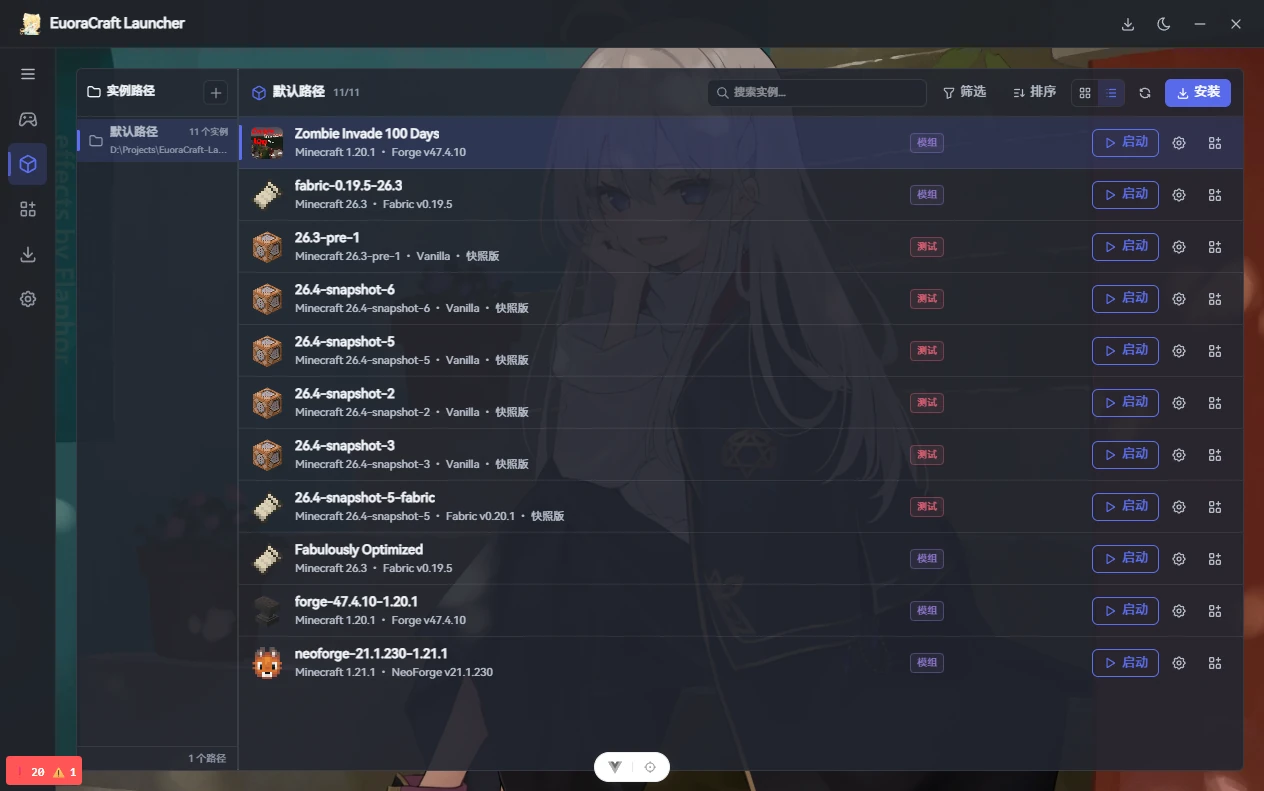 EuoraCraft Launcher
实例路径
默认路径
11 个实例
D:\Projects\EuoraCraft-La...
1 个路径
默认路径 11/11
搜索实例...
筛选
排序
安装
Zombie Invade 100 Days
Minecraft 1.20.1 • Forge v47.4.10
模组
启动
fabric-0.19.5-26.3
Minecraft 26.3 • Fabric v0.19.5
模组
启动
26.3-pre-1
Minecraft 26.3-pre-1 • Vanilla • 快照版
测试
启动
26.4-snapshot-6
Minecraft 26.4-snapshot-6 • Vanilla • 快照版
测试
启动
26.4-snapshot-5
Minecraft 26.4-snapshot-5 • Vanilla • 快照版
测试
启动
26.4-snapshot-2
Minecraft 26.4-snapshot-2 • Vanilla • 快照版
测试
启动
26.4-snapshot-3
Minecraft 26.4-snapshot-3 • Vanilla • 快照版
测试
启动
26.4-snapshot-5-fabric
Minecraft 26.4-snapshot-5 • Fabric v0.20.1 • 快照版
测试
启动
Fabulously Optimized
Minecraft 26.3 • Fabric v0.19.5
模组
启动
forge-47.4.10-1.20.1
Minecraft 1.20.1 • Forge v47.4.10
模组
启动
neoforge-21.1.230-1.21.1
Minecraft 1.21.1 • NeoForge v21.1.230
模组
启动
effects by Elaphor
20 1